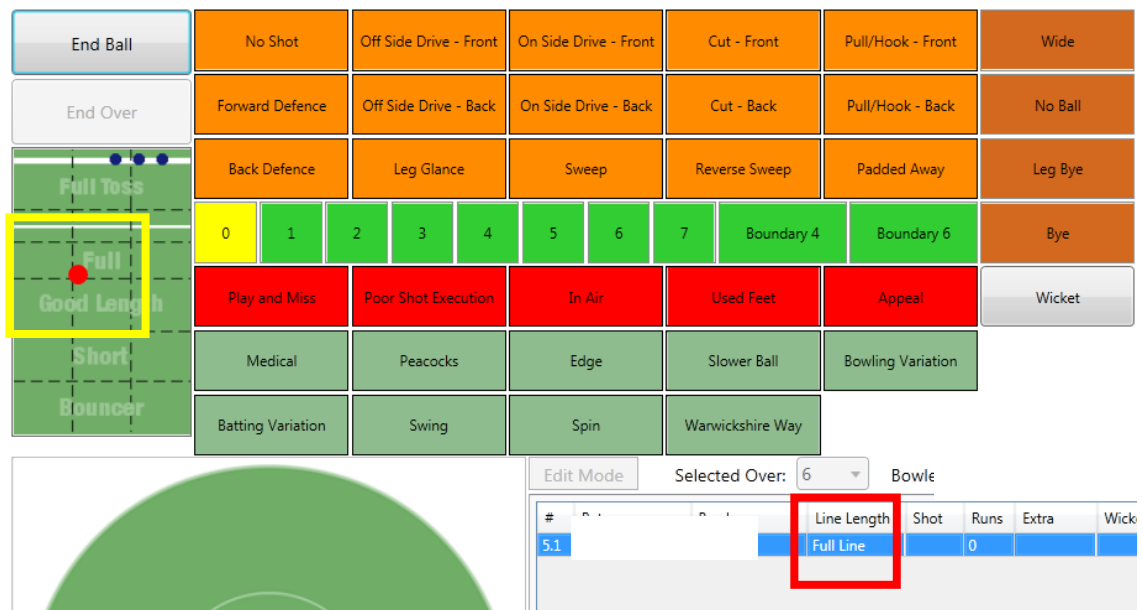 End Ball No Shot Off Side Drive - Front On Side Drive - Front Cut - Front Pull/Hook - Front Wide
End Over Forward Defence Off Side Drive - Back On Side Drive - Back Cut - Back Pull/Hook - Back No Ball
Full Toss Back Defence Leg Glance Sweep Reverse Sweep Padded Away Leg Bye
0 1 2 3 4 5 6 7 Boundary 4 Boundary 6 Bye
Full
Good Length Play and Miss Poor Shot Execution In Air Used Feet Appeal Wicket
Short Medical Peacocks Edge Slower Ball Bowling Variation
Bouncer Batting Variation Swing Spin Warwickshire Way
Edit Mode Selected Over: 6
# Line Length Shot Runs Extra
5.1 Full Line 0